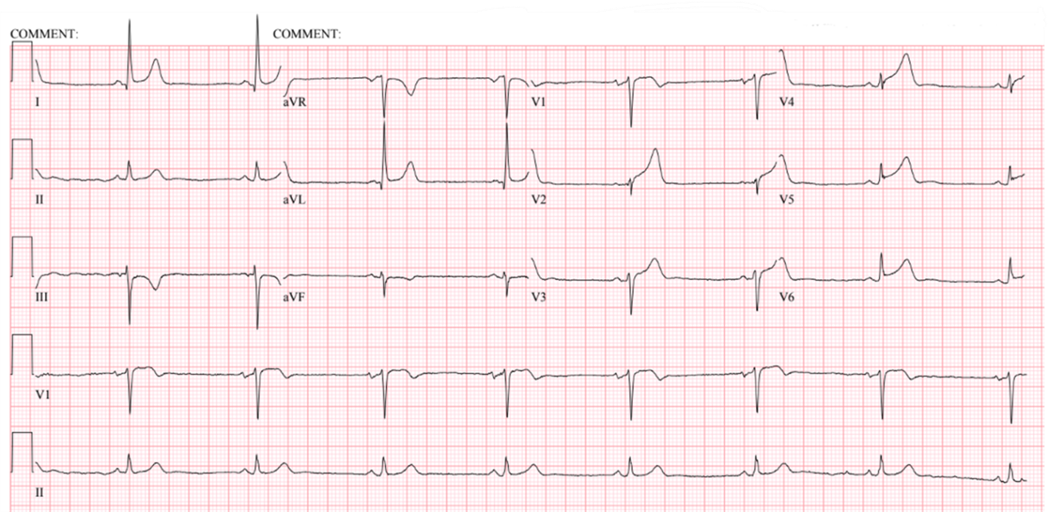 COMMENT: COMMENT:
I aVR V1 V4
II aVL V2 V5
III aVF V3 V6
V1
II